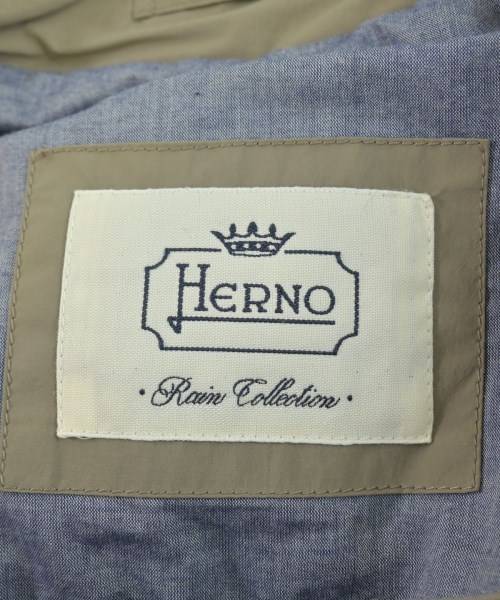 HERNO
· Rain Collection ·